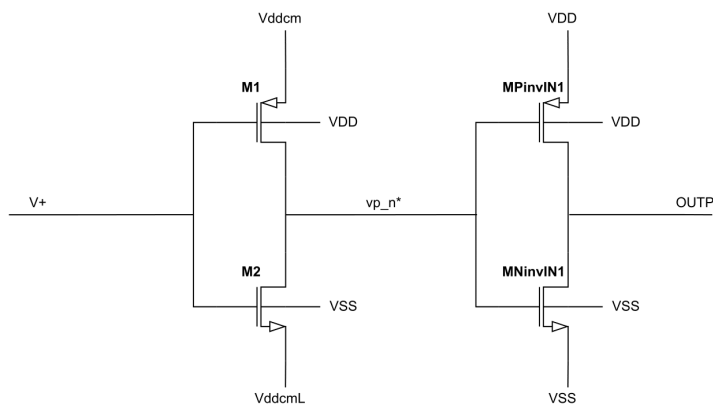 Vddcm
VDD
M1
MPinvIN1
VDD
VDD
V+
vp_n*
OUTP
M2
MNinvIN1
VSS
VSS
VddcmL
VSS